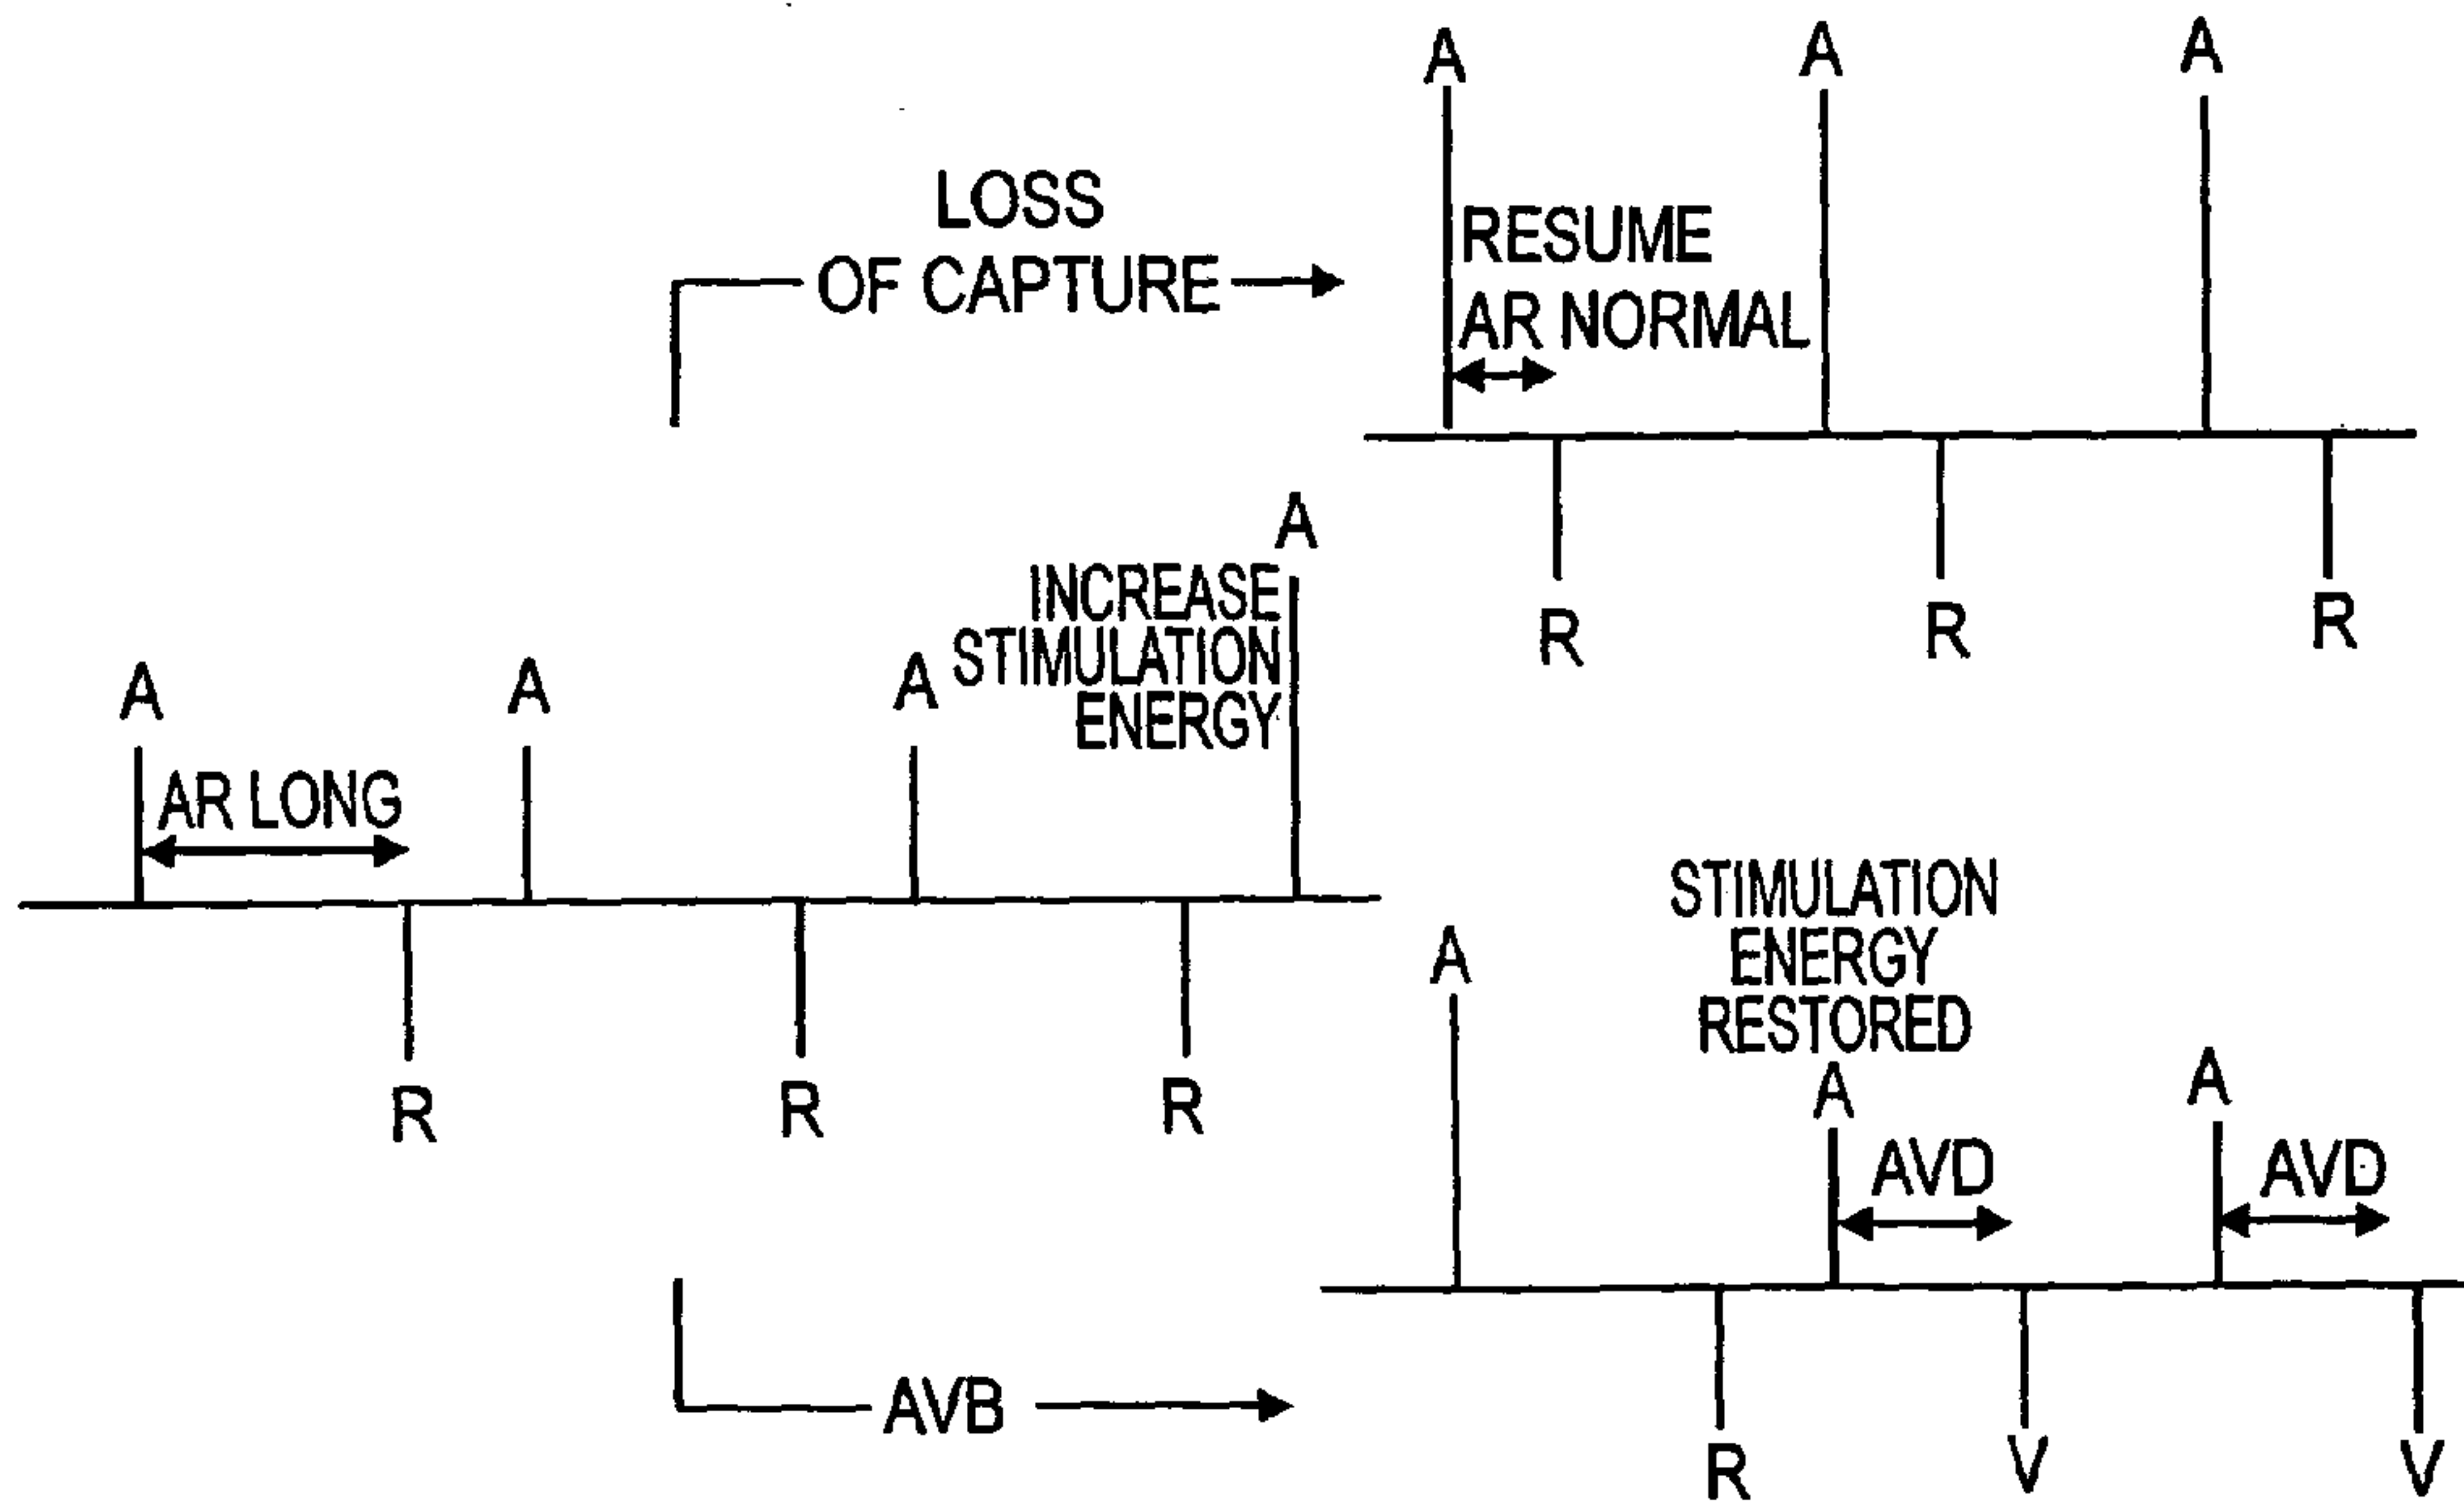 A
A
A
LOSS
OF CAPTURE
RESUME
AR NORMAL
R
R
R
A
A
A
A
INCREASE
STIMULATION
ENERGY
AR LONG
R
R
R
A
STIMULATION
ENERGY
RESTORED
A
A
AVD
AVD
AVB
R
V
V